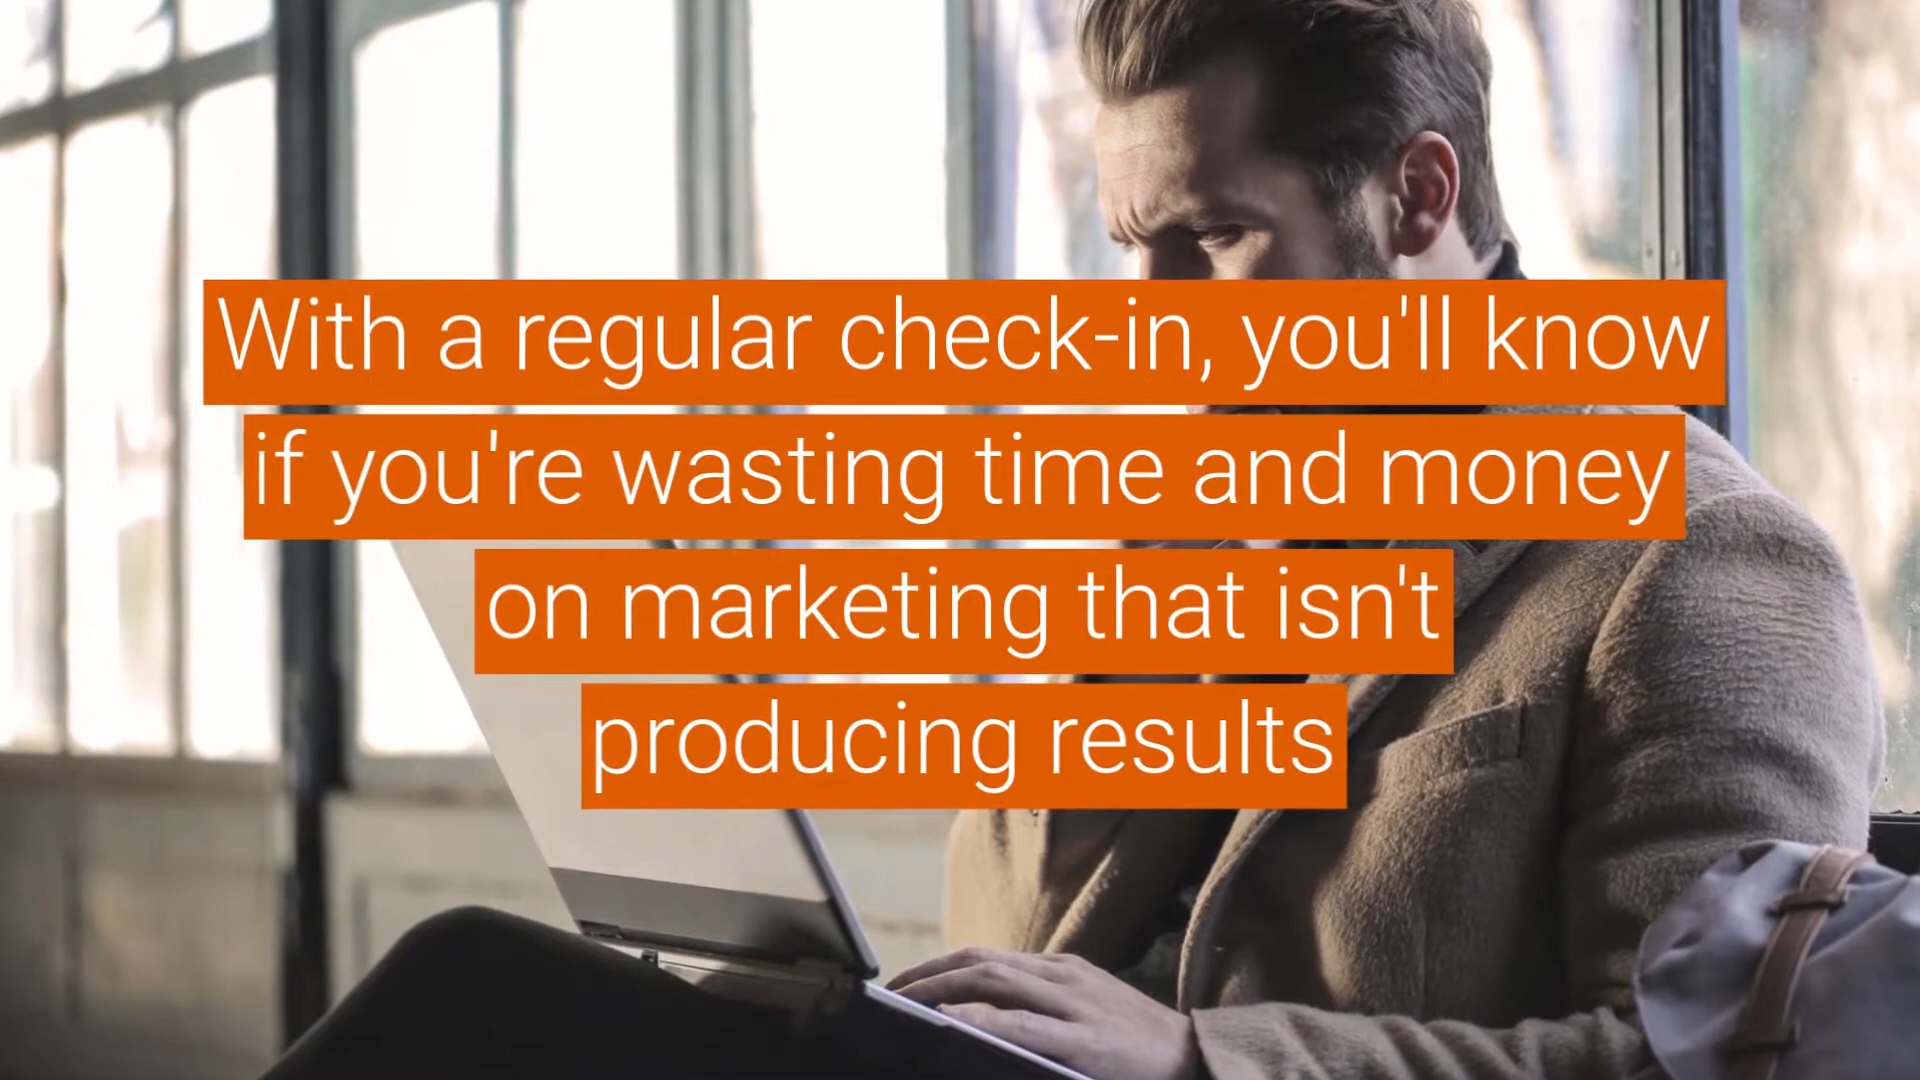 With a regular check-in, you'll know
if you're wasting time and money
on marketing that isn't
producing results